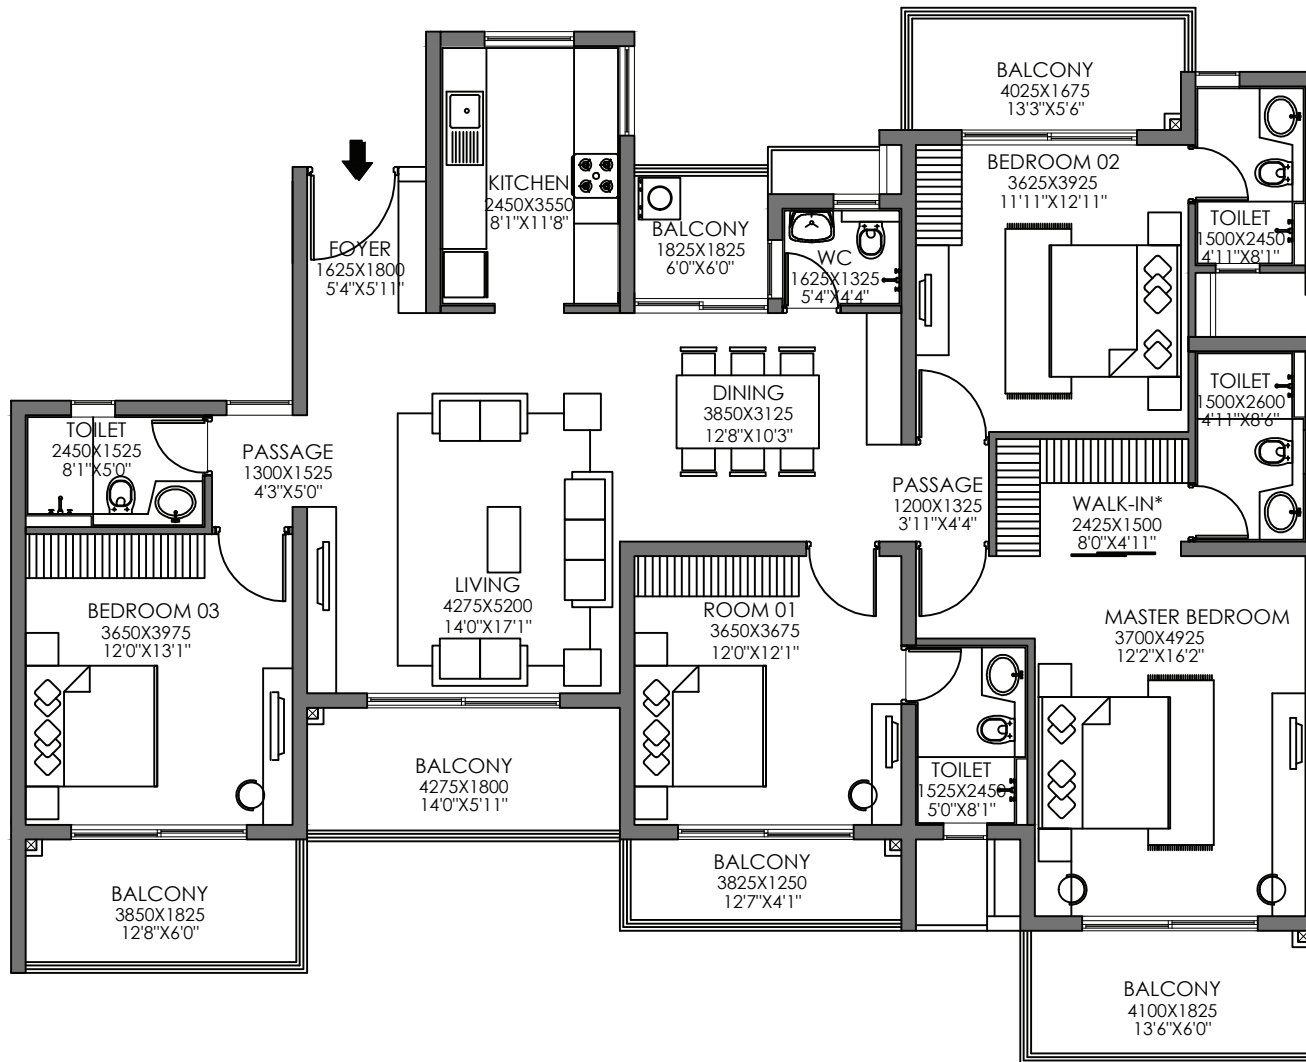 BALCONY
4025X1675
13'3"X5'6"
BEDROOM 02
3625X3925
11'11"X12'11"
KITCHEN
2450X3550
8'1"X11'8"
TOILET
1500X2450
4'11"X8'1"
BALCONY
1825X1825
6'0"X6'0"
FOYER
1625X1800
5'4"X5'11"
WC
1625X1325
5'4"X4'4"
TOILET
1500X2600
4'11"X8'6"
DINING
3850X3125
12'8"X10'3"
TOILET
2450X1525
8'1"X5'0"
PASSAGE
1300X1525
4'3"X5'0"
PASSAGE
1200X1325
3'11"X4'4"
WALK-IN*
2425X1500
8'0"X4'11"
LIVING
4275X5200
14'0"X17'1"
BEDROOM 03
3650X3975
12'0"X13'1"
ROOM 01
3650X3675
12'0"X12'1"
MASTER BEDROOM
3700X4925
12'2"X16'2"
BALCONY
4275X1800
14'0"X5'11"
TOILET
1525X2450
5'0"X8'1"
BALCONY
3825X1250
12'7"X4'1"
BALCONY
3850X1825
12'8"X6'0"
BALCONY
4100X1825
13'6"X6'0"